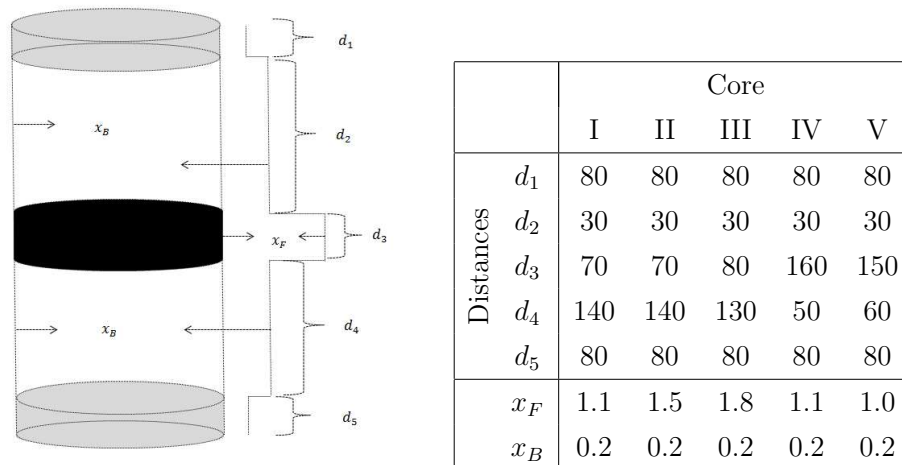 d₁
x_B
d₂
x_F
d₃
x_B
d₄
d₅
Core
I II III IV V
Distances
d₁ 80 80 80 80 80
d₂ 30 30 30 30 30
d₃ 70 70 80 160 150
d₄ 140 140 130 50 60
d₅ 80 80 80 80 80
x_F 1.1 1.5 1.8 1.1 1.0
x_B 0.2 0.2 0.2 0.2 0.2